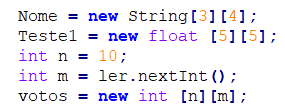 Nome = new String[3][4];
Teste1 = new float [5][5];
int n = 10;
int m = ler.nextInt();
votos = new int [n][m];